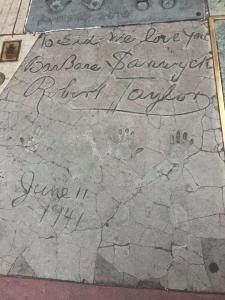 To Sid - We love you
BarBara Stanwyck
Robert Taylor
June 11
1941